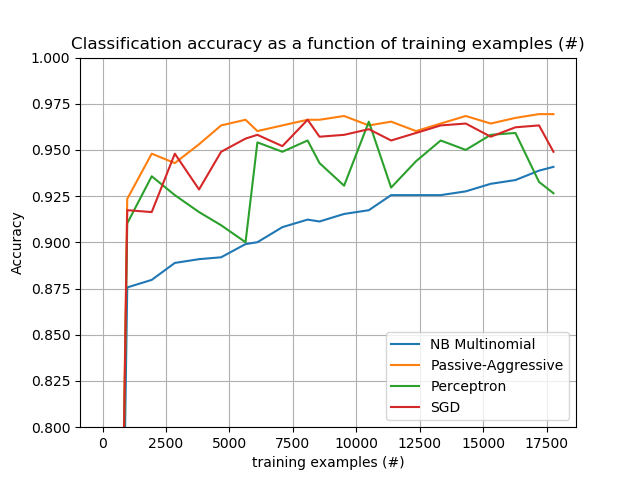 Classification accuracy as a function of training examples (#)
1.000
0.975
0.950
0.925
0.900
0.875
0.850
0.825
0.800
Accuracy
NB Multinomial
Passive-Aggressive
Perceptron
SGD
0 2500 5000 7500 10000 12500 15000 17500
training examples (#)